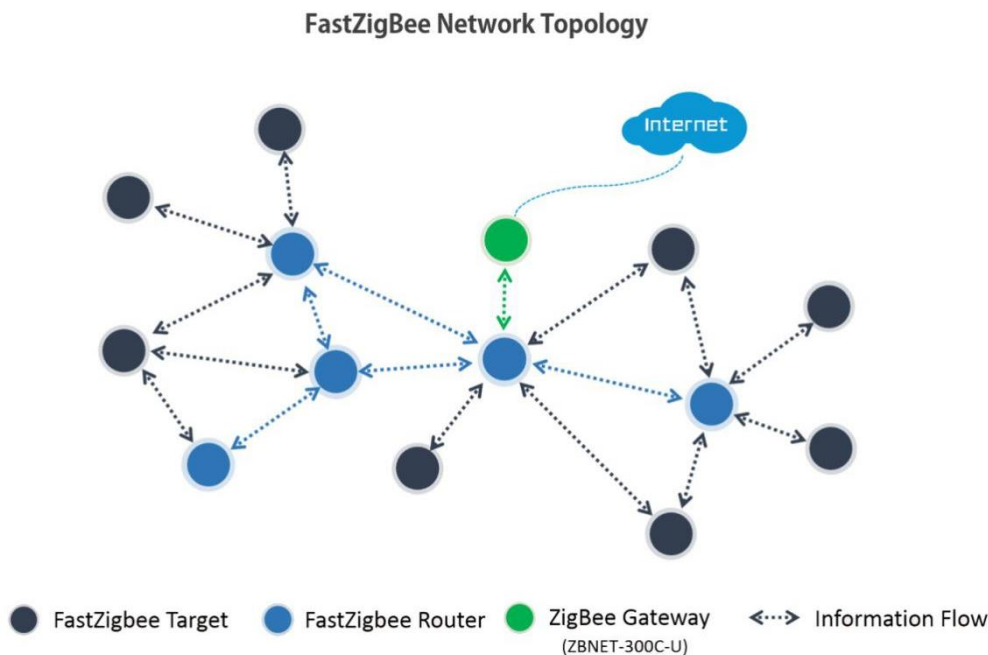 FastZigBee Network Topology
Internet
FastZigbee Target
FastZigbee Router
ZigBee Gateway
(ZBNET-300C-U)
Information Flow